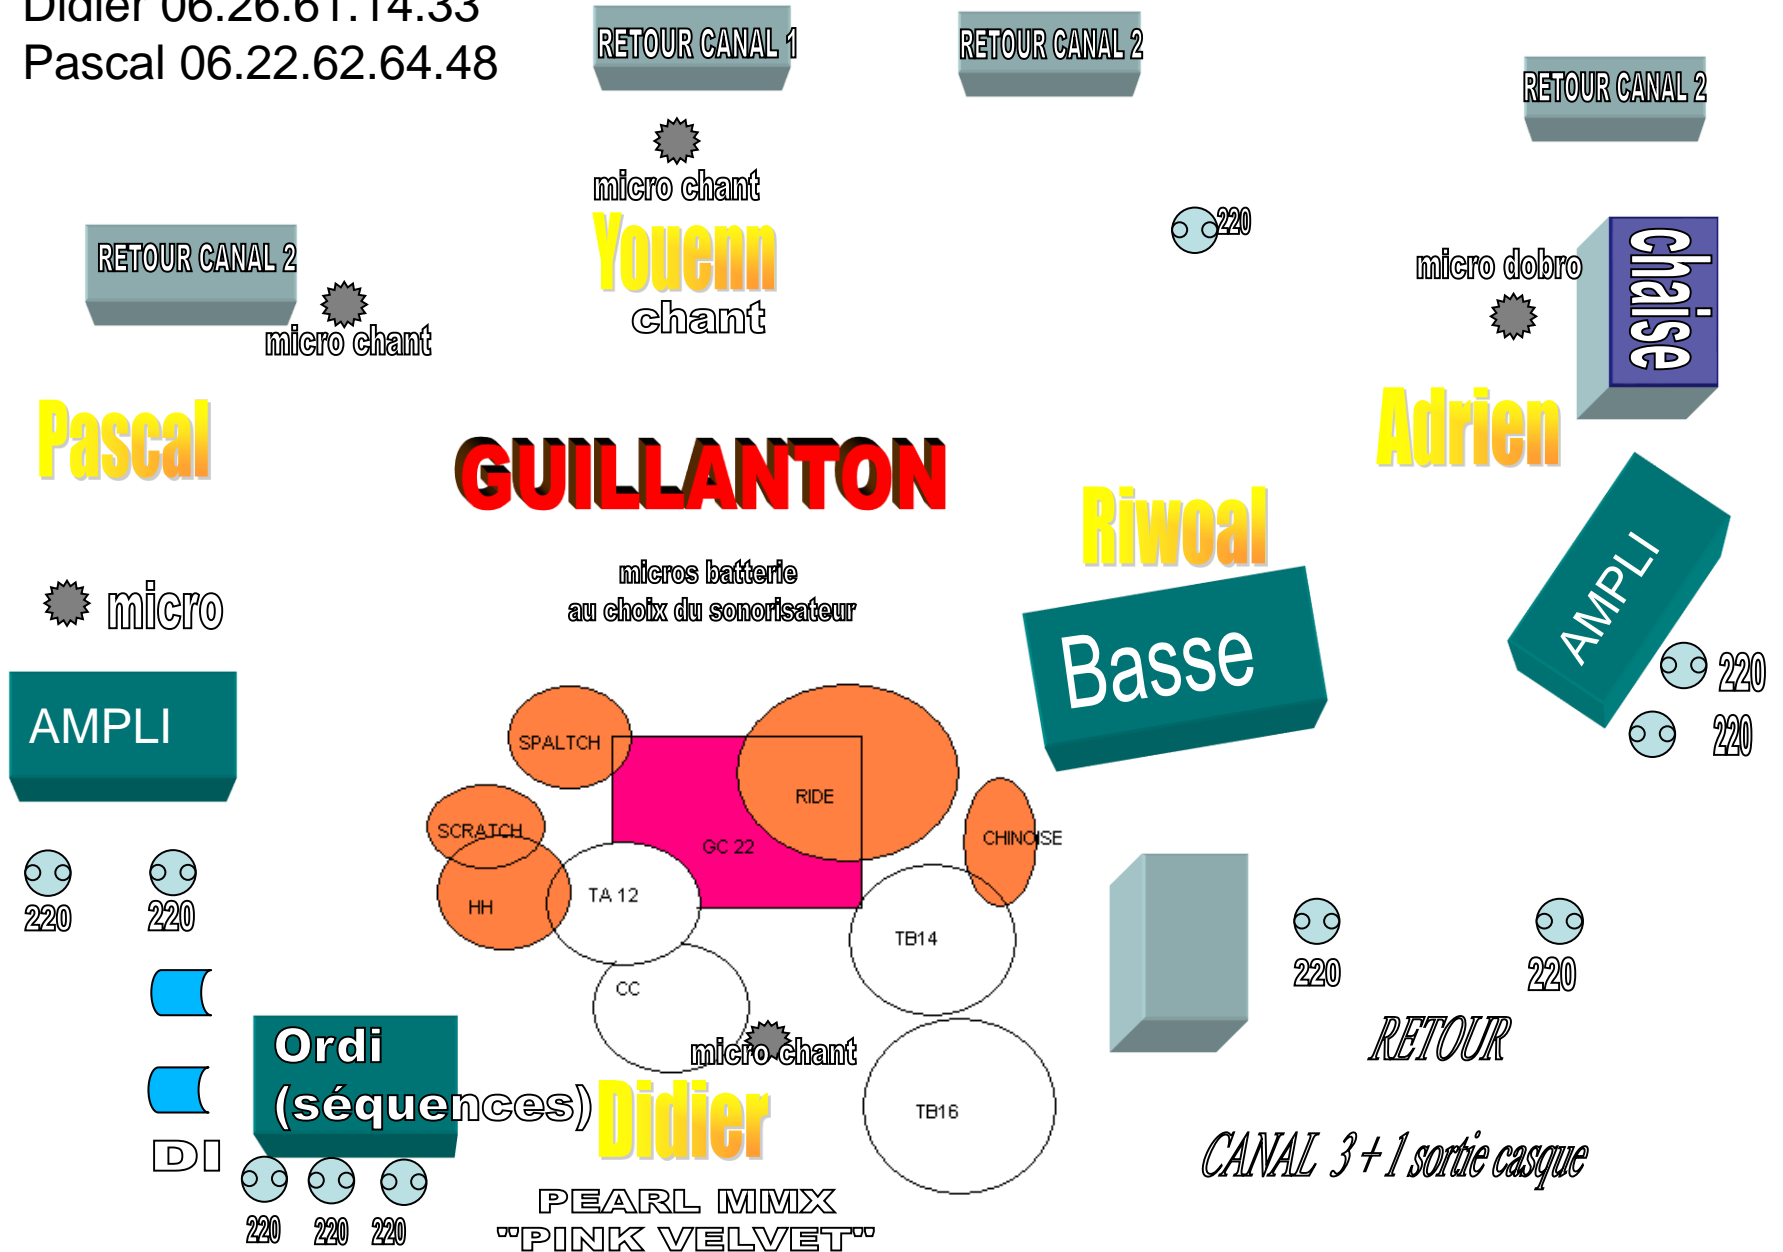 Didier 06.26.61.14.33
Pascal 06.22.62.64.48
RETOUR CANAL 1
RETOUR CANAL 2
RETOUR CANAL 2
micro chant
Youenn
chant
220
RETOUR CANAL 2
micro chant
micro dobro
chaise
Pascal
GUILLANTON
Adrien
Riwoal
micros batterie
au choix du sonorisateur
micro
AMPLI
Basse
AMPLI
220
220
SPALTCH
RIDE
SCRATCH
GC 22
CHINOISE
HH
TA 12
TB14
CC
220
220
220
220
micro chant
Ordi
(séquences)
Didier
TB16
DI
RETOUR
CANAL 3 + 1 sortie casque
220
220
220
PEARL MMX
"PINK VELVET"